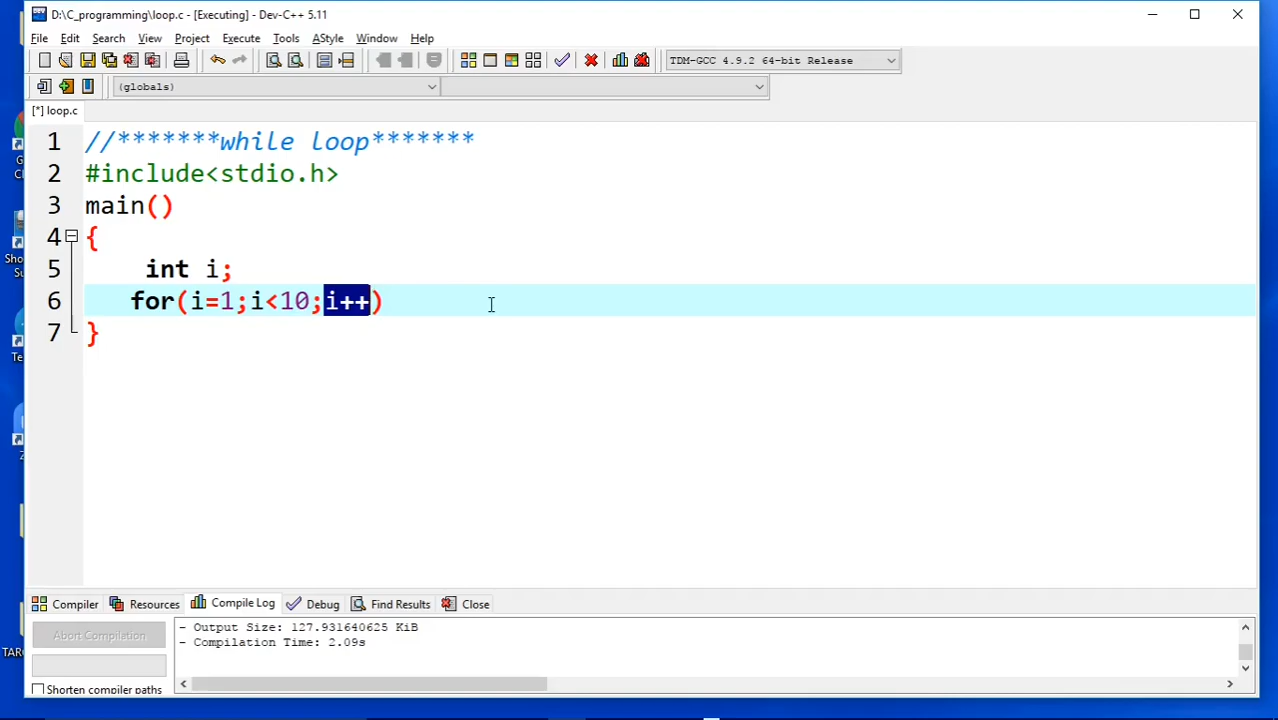 D:\C_programming\loop.c - [Executing] - Dev-C++ 5.11
File Edit Search View Project Execute Tools AStyle Window Help
TDM-GCC 4.9.2 64-bit Release
(globals)
[*] loop.c
1 //*******while loop*******
2 #include<stdio.h>
3 main()
4 {
5 int i;
6 for(i=1;i<10;i++)
7 }
Compiler Resources Compile Log Debug Find Results Close
Abort Compilation
- Output Size: 127.931640625 KiB
- Compilation Time: 2.09s
Shorten compiler paths